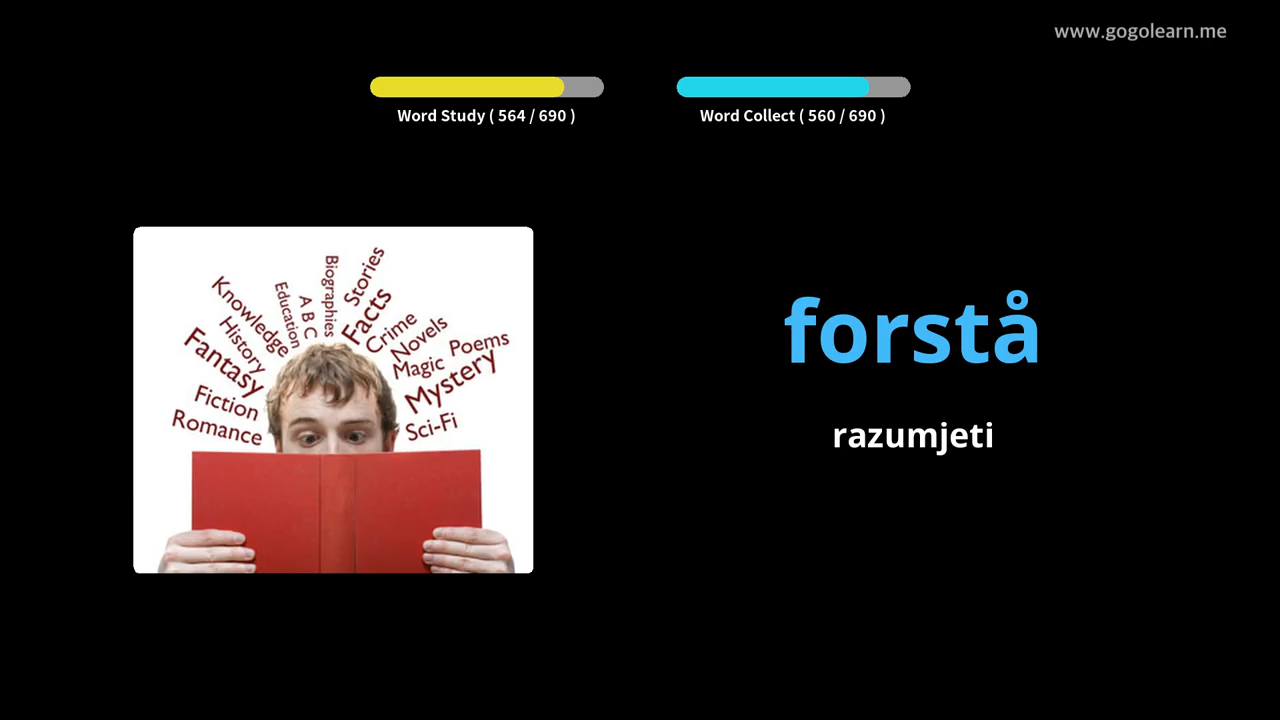 www.gogolearn.me
Word Study ( 564 / 690 )
Word Collect ( 560 / 690 )
Biographies
Stories
Education
A B C
Facts
Knowledge
Crime
History
Novels
Fantasy
Magic
Poems
Mystery
Fiction
Romance
Sci-Fi
forstå
razumjeti